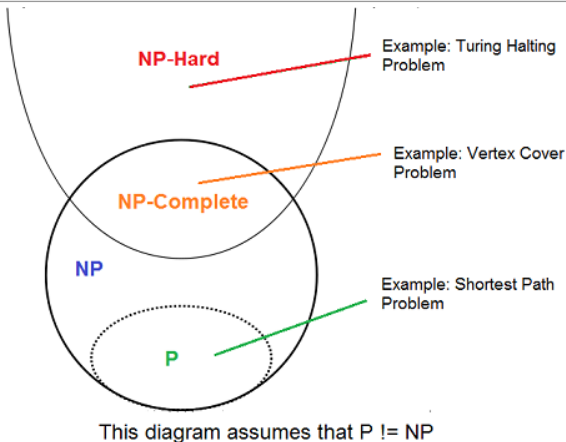 NP-Hard
Example: Turing Halting
Problem
Example: Vertex Cover
Problem
NP-Complete
NP
Example: Shortest Path
Problem
P
This diagram assumes that P != NP